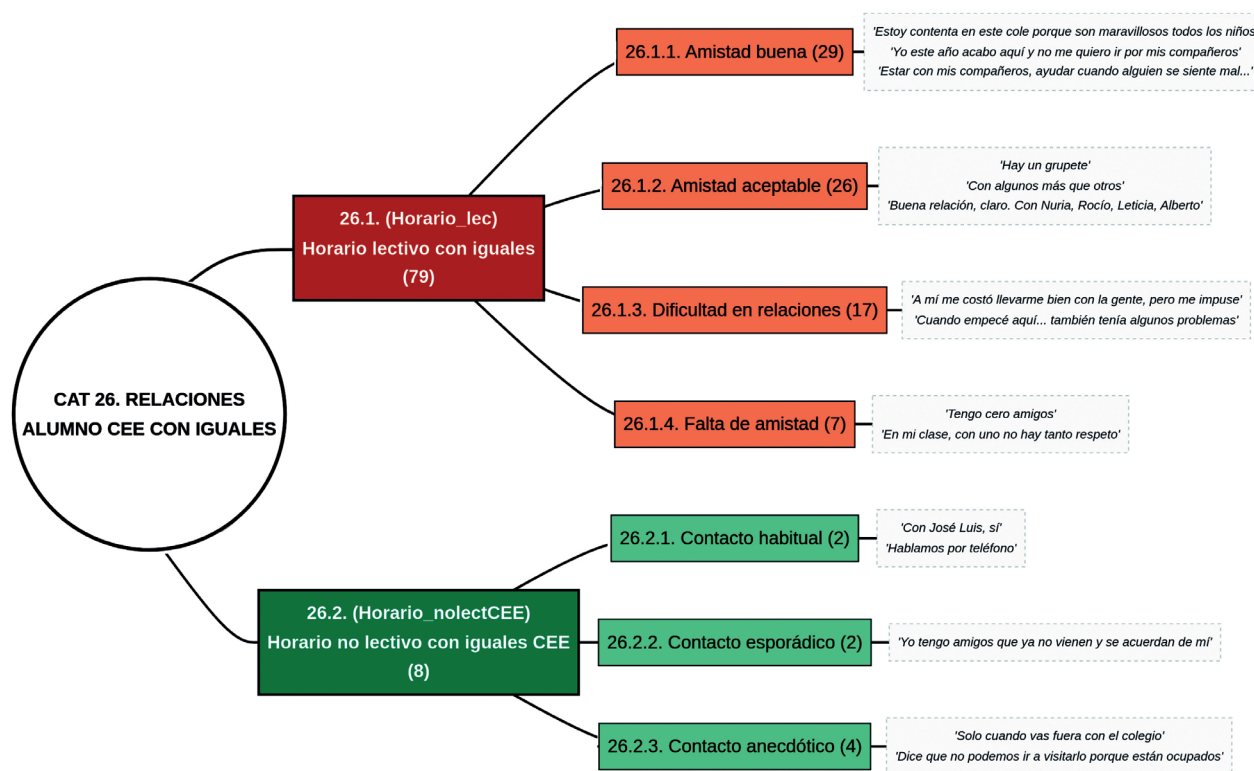 CAT 26. RELACIONES
ALUMNO CEE CON IGUALES
26.1. (Horario_lec)
Horario lectivo con iguales
(79)
26.1.1. Amistad buena (29)
'Estoy contenta en este cole porque son maravillosos todos los niños
'Yo este año acabo aquí y no me quiero ir por mis compañeros'
'Estar con mis compañeros, ayudar cuando alguien se siente mal...'
26.1.2. Amistad aceptable (26)
'Hay un grupete'
'Con algunos más que otros'
'Buena relación, claro. Con Nuria, Rocío, Leticia, Alberto'
26.1.3. Dificultad en relaciones (17)
'A mí me costó llevarme bien con la gente, pero me impuse'
'Cuando empecé aquí... también tenía algunos problemas'
26.1.4. Falta de amistad (7)
'Tengo cero amigos'
'En mi clase, con uno no hay tanto respeto'
26.2. (Horario_nolectCEE)
Horario no lectivo con iguales CEE
(8)
26.2.1. Contacto habitual (2)
'Con José Luis, sí'
'Hablamos por teléfono'
26.2.2. Contacto esporádico (2)
'Yo tengo amigos que ya no vienen y se acuerdan de mí'
26.2.3. Contacto anecdótico (4)
'Solo cuando vas fuera con el colegio'
'Dice que no podemos ir a visitarlo porque están ocupados'